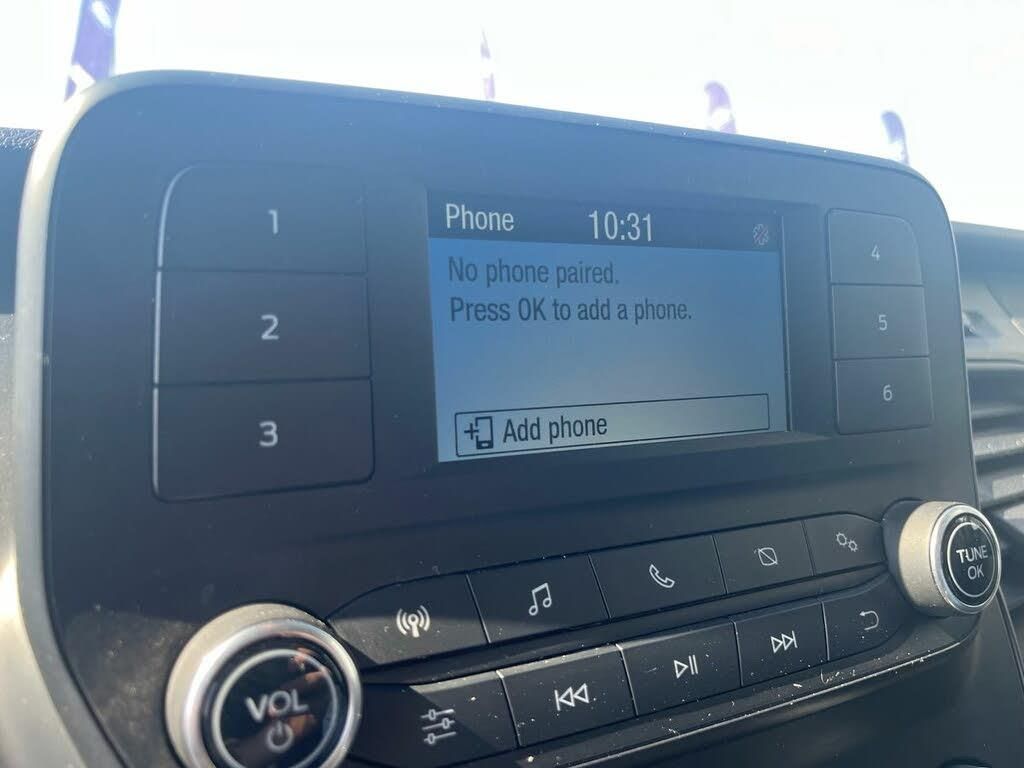 Phone 10:31
No phone paired.
Press OK to add a phone.
Add phone
1
2
3
4
5
6
VOL
TUNE
OK